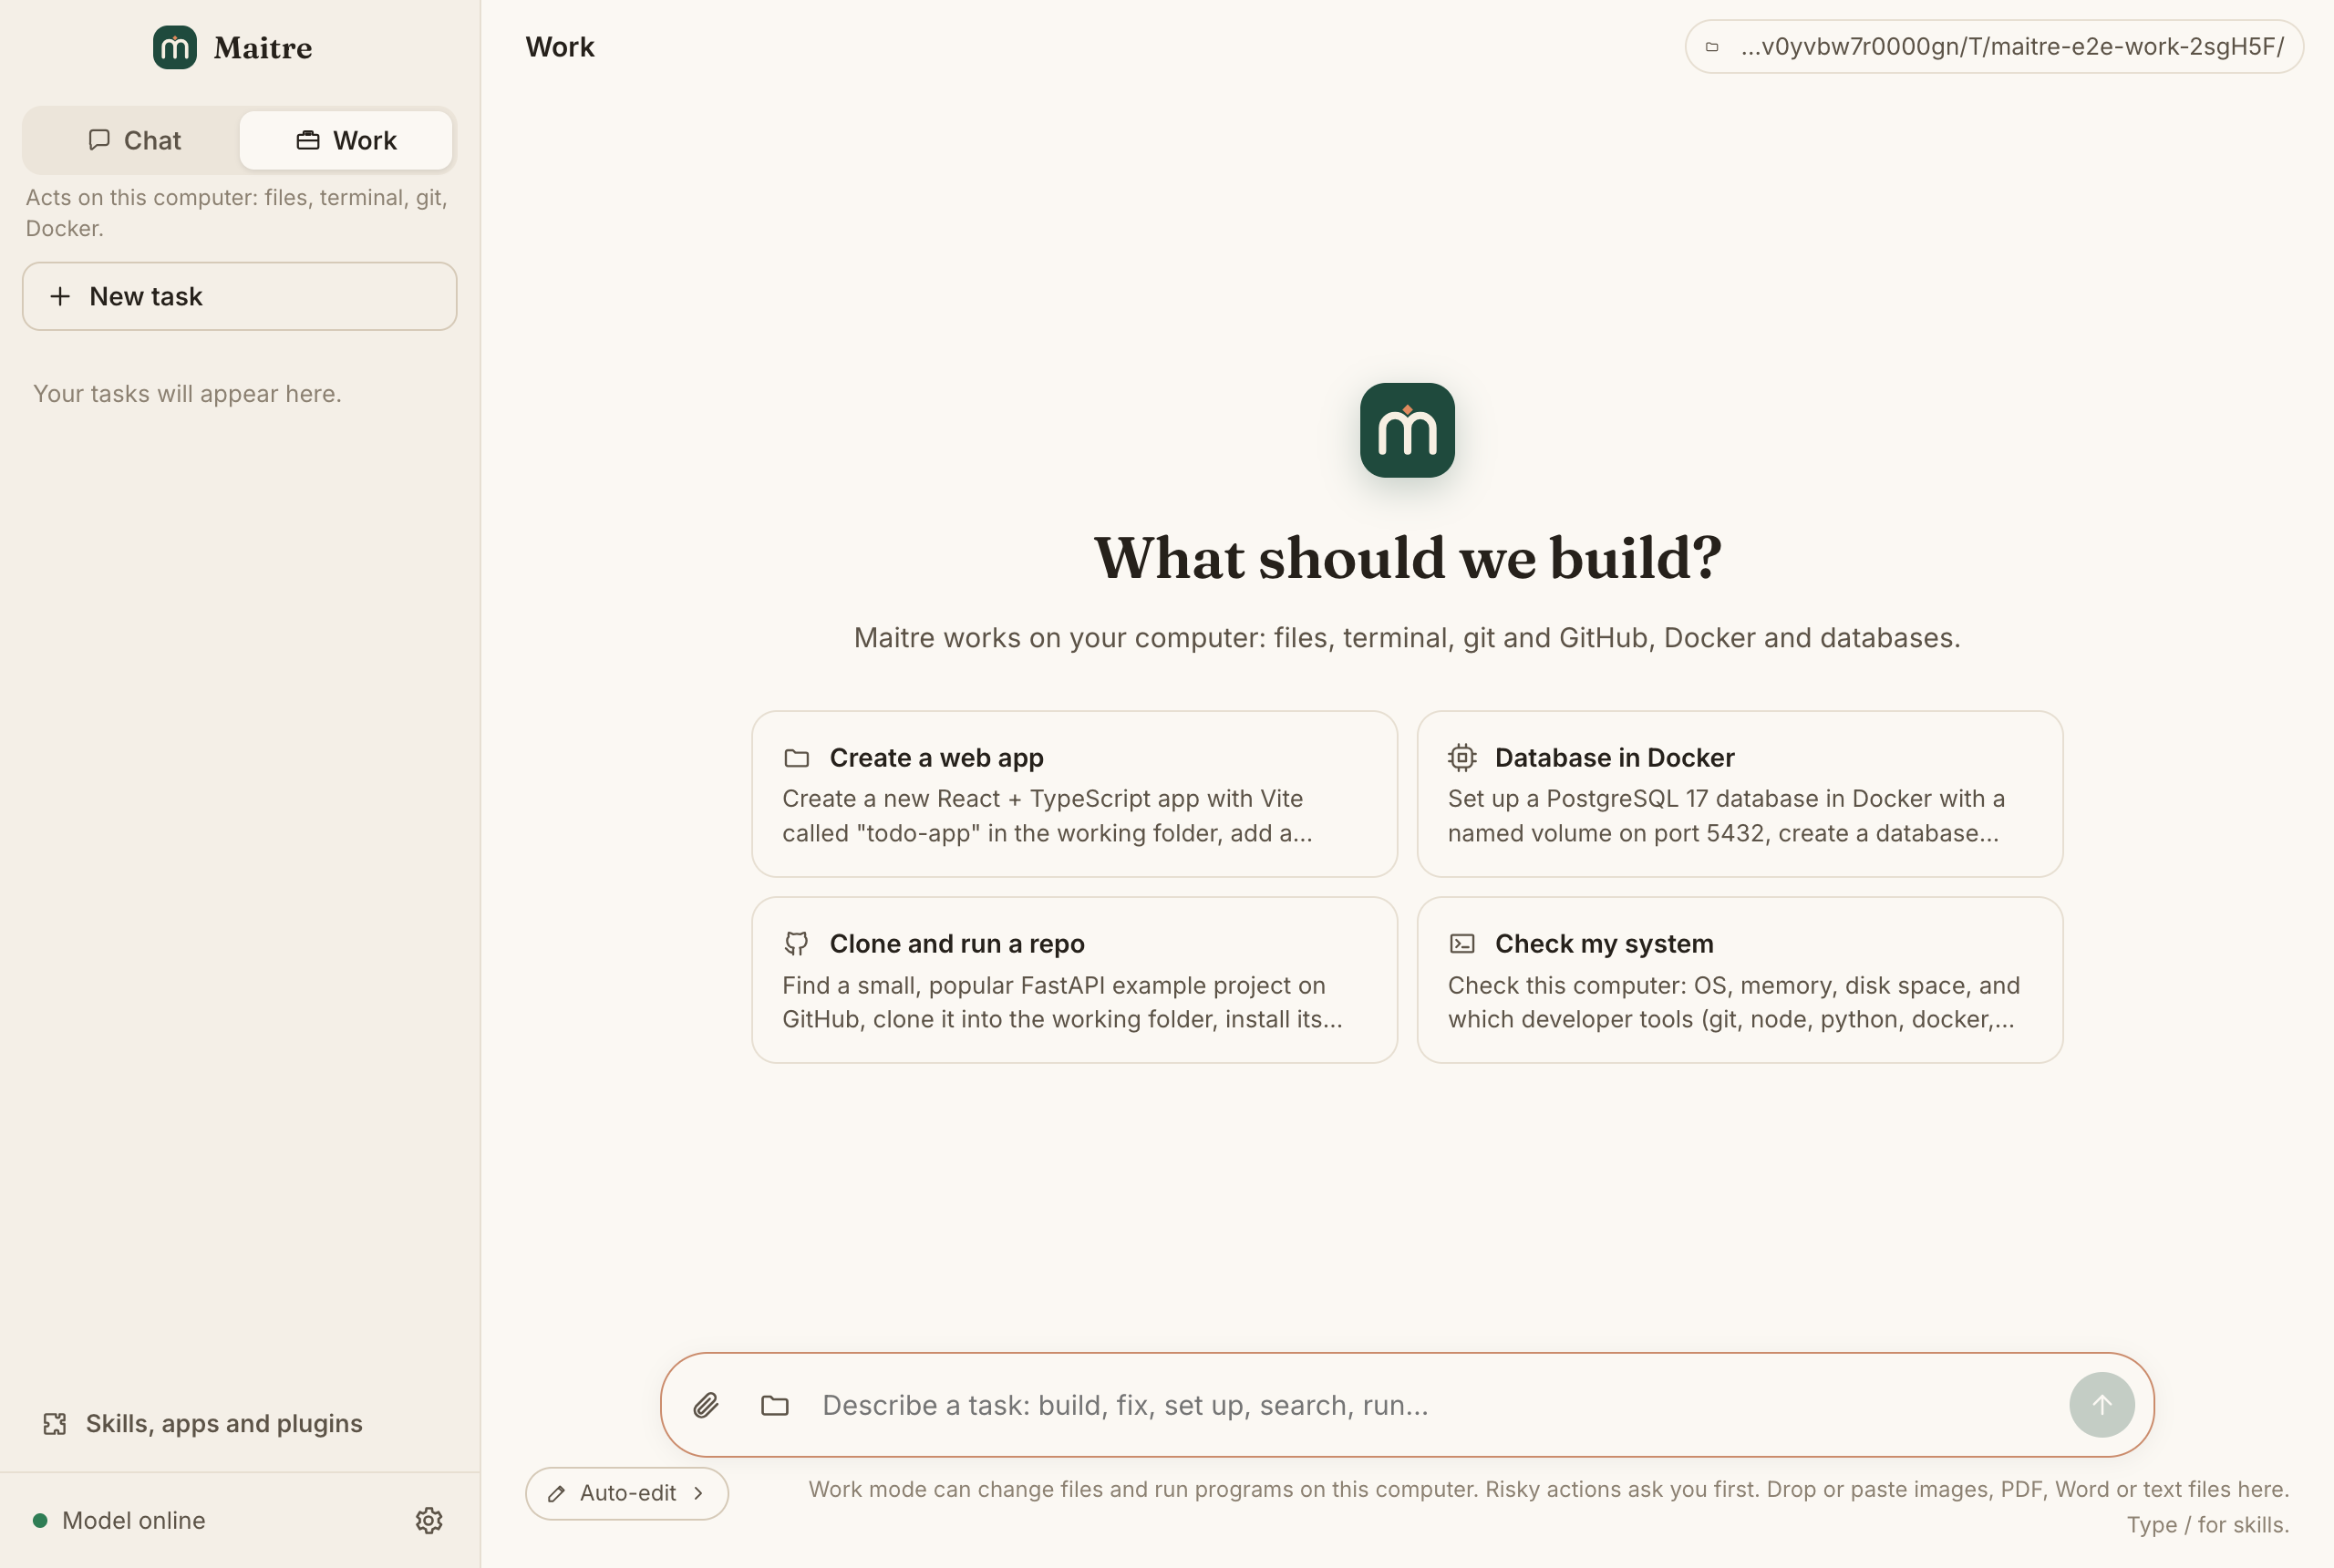 Maitre
Chat
Work
Acts on this computer: files, terminal, git,
Docker.
New task
Your tasks will appear here.
Skills, apps and plugins
Model online
Work
...v0yvbw7r0000gn/T/maitre-e2e-work-2sgH5F/
What should we build?
Maitre works on your computer: files, terminal, git and GitHub, Docker and databases.
Create a web app
Create a new React + TypeScript app with Vite
called "todo-app" in the working folder, add a...
Database in Docker
Set up a PostgreSQL 17 database in Docker with a
named volume on port 5432, create a database...
Clone and run a repo
Find a small, popular FastAPI example project on
GitHub, clone it into the working folder, install its...
Check my system
Check this computer: OS, memory, disk space, and
which developer tools (git, node, python, docker,...
Describe a task: build, fix, set up, search, run...
Auto-edit
Work mode can change files and run programs on this computer. Risky actions ask you first. Drop or paste images, PDF, Word or text files here.
Type / for skills.